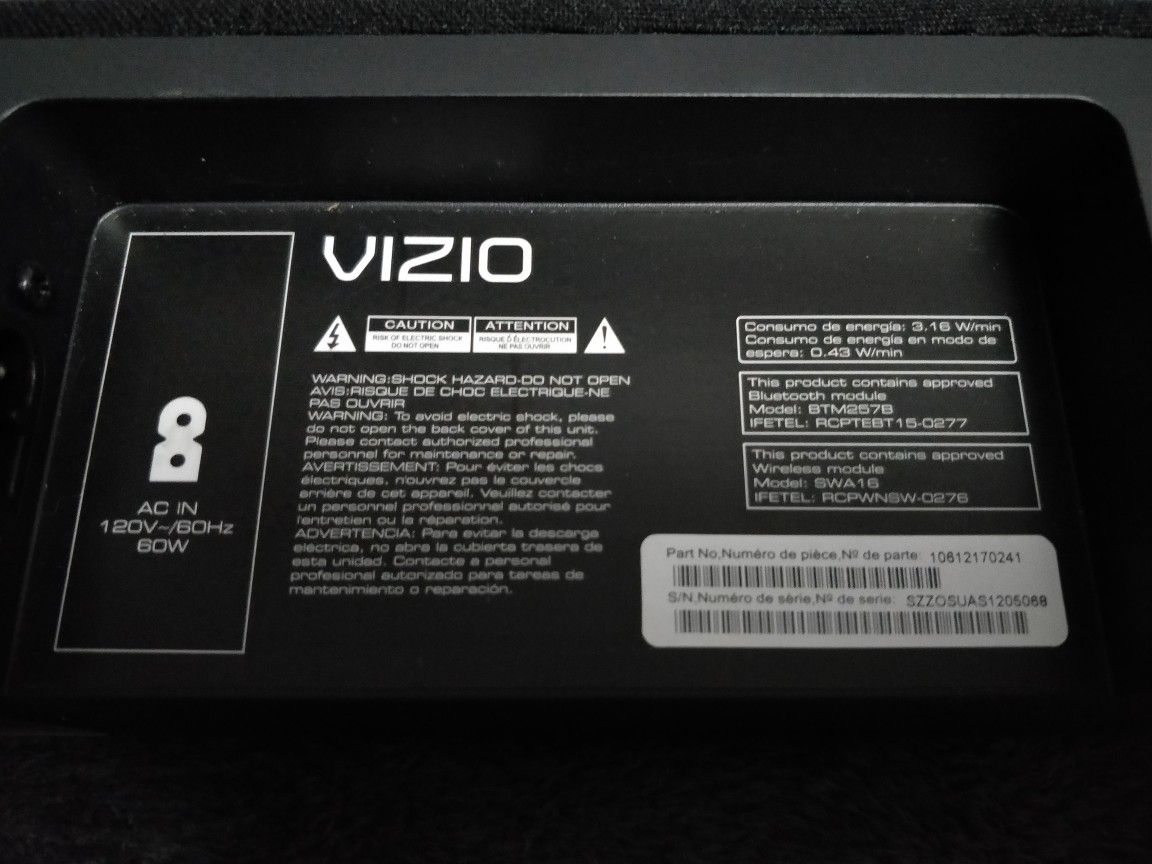 VIZIO
CAUTION
RISK OF ELECTRIC SHOCK
DO NOT OPEN
ATTENTION
RISQUE D ÉLECTROCUTION
NE PAS OUVRIR
WARNING:SHOCK HAZARD-DO NOT OPEN
AVIS:RISQUE DE CHOC ELECTRIQUE-NE
PAS OUVRIR
WARNING: To avoid electric shock, please
do not open the back cover of this unit.
Please contact authorized professional
personnel for maintenance or repair.
AVERTISSEMENT: Pour éviter les chocs
électriques, n'ouvrez pas le couvercle
arrière de cet appareil. Veuillez contacter
un personnel professionnel autorisé pour
l'entretien ou la réparation.
ADVERTENCIA: Para evitar la descarga
eléctrica, no abra la cubierta trasera de
esta unidad. Contacte a personal
profesional autorizado para tareas de
mantenimiento o reparación.
AC IN
120V~/60Hz
60W
Consumo de energía: 3.16 W/min
Consumo de energía en modo de
espera: 0.43 W/min
This product contains approved
Bluetooth module
Model: BTM257B
IFETEL: RCPTEBT15-0277
This product contains approved
Wireless module
Model: SWA16
IFETEL: RCPWNSW-0276
Part No,Numéro de pièce,Nº de parte: 10612170241
S/N,Numéro de série,Nº de serie: SZZOSUAS1205068